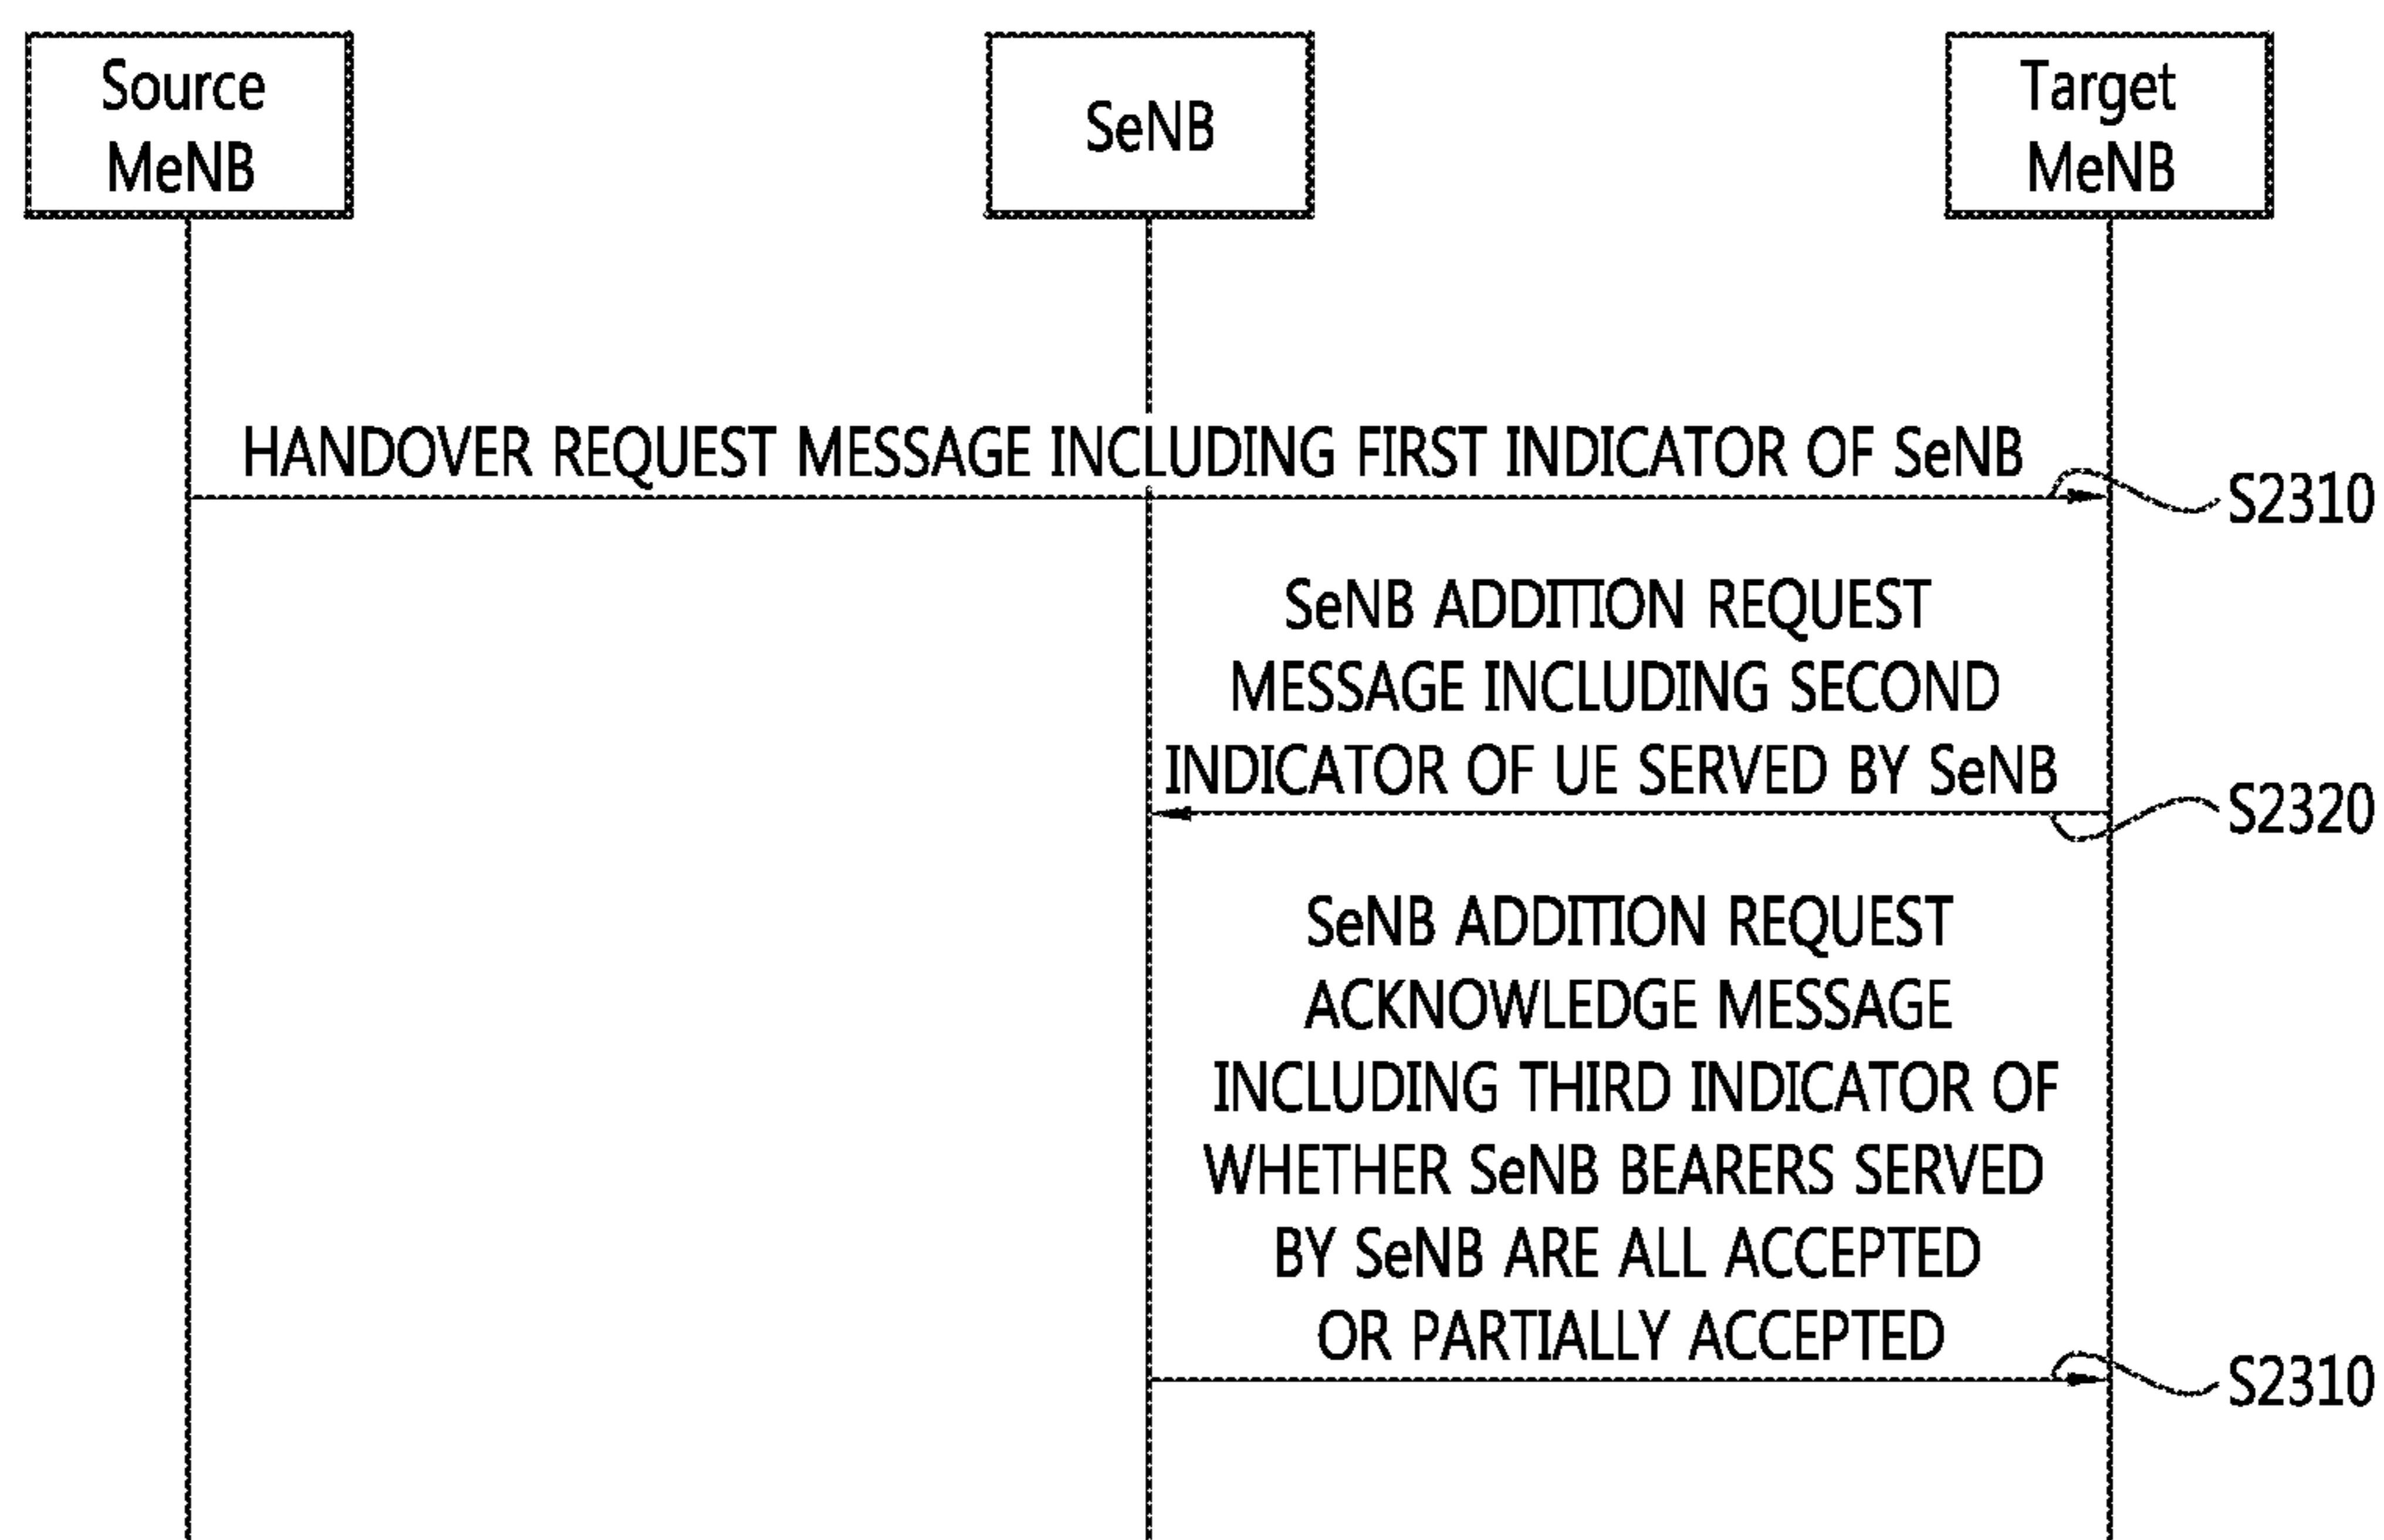 Source
MeNB
SeNB
Target
MeNB
HANDOVER REQUEST MESSAGE INCLUDING FIRST INDICATOR OF SeNB
S2310
SeNB ADDITION REQUEST
MESSAGE INCLUDING SECOND
INDICATOR OF UE SERVED BY SeNB
S2320
SeNB ADDITION REQUEST
ACKNOWLEDGE MESSAGE
INCLUDING THIRD INDICATOR OF
WHETHER SeNB BEARERS SERVED
BY SeNB ARE ALL ACCEPTED
OR PARTIALLY ACCEPTED
S2310